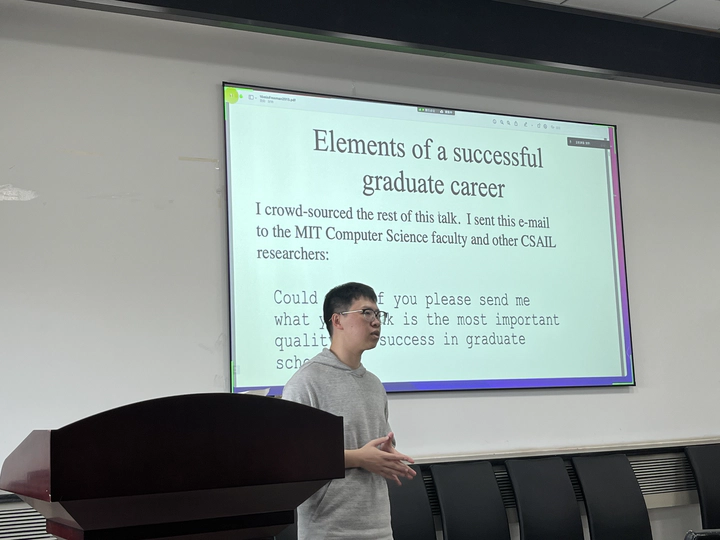 Elements of a successful
graduate career
I crowd-sourced the rest of this talk. I sent this e-mail
to the MIT Computer Science faculty and other CSAIL
researchers:
Could f you please send me
what y k is the most important
qualit success in graduate
scho